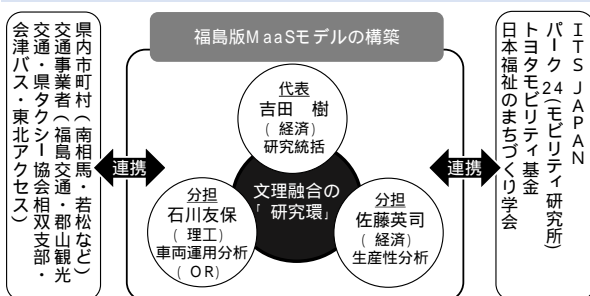 福島版MaaSモデルの構築
県内市町村(南相馬・若松など)
交通事業者(福島交通・郡山観光
交通・県タクシー協会相双支部・
会津バス・東北アクセス)
連携
代表
吉田 樹
(経済)
研究統括
文理融合の
「研究環」
分担
石川友保
(理工)
車両運用分析
(OR)
分担
佐藤英司
(経済)
生産性分析
連携
ITS JAPAN
パーク24(モビリティ研究所)
トヨタモビリティ基金
日本福祉のまちづくり学会